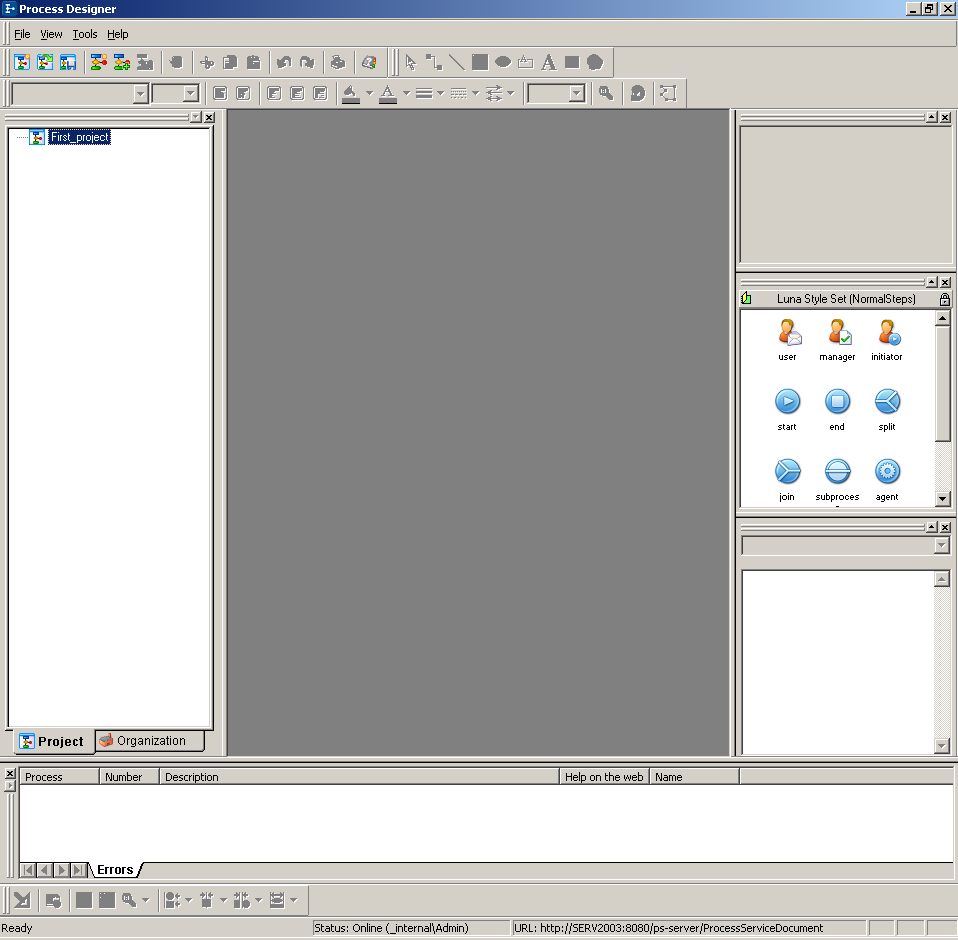 Process Designer
File View Tools Help
First_project
Luna Style Set (NormalSteps)
user manager initiator
start end split
join subproces agent
Project Organization
Process Number Description Help on the web Name
Errors
Ready Status: Online (_internal\Admin) URL: http://SERV2003:8080/ps-server/ProcessServiceDocument